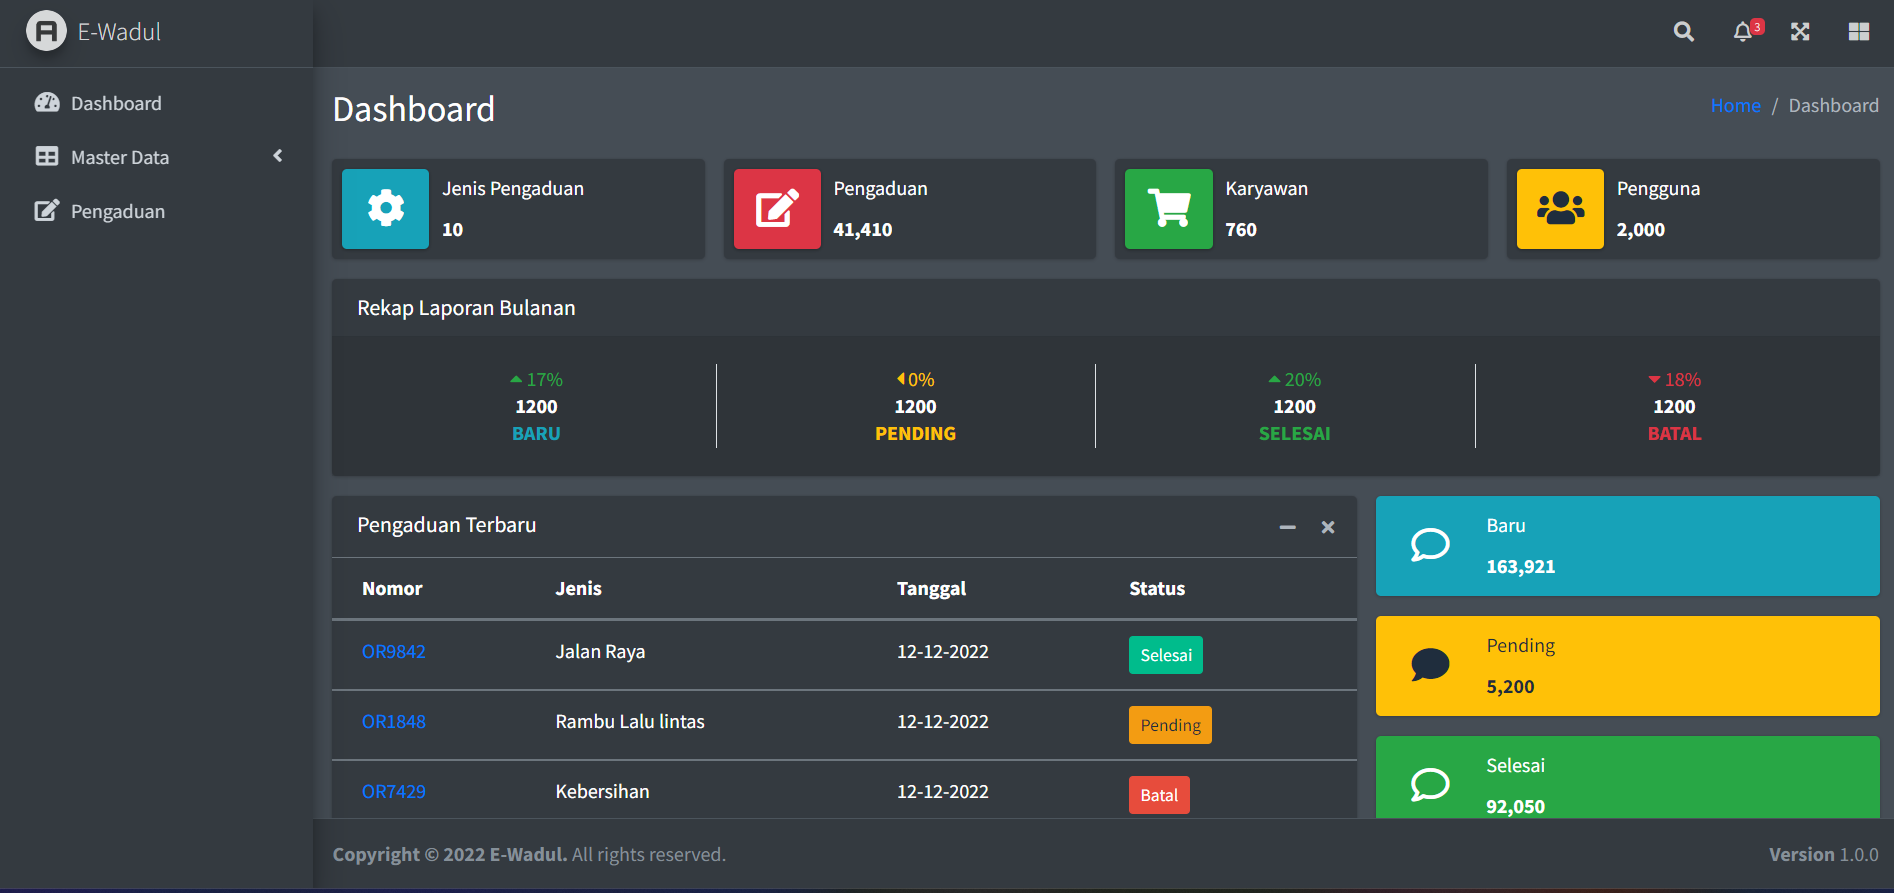 E-Wadul
3
Dashboard
Master Data
Pengaduan
Dashboard
Home / Dashboard
Jenis Pengaduan
10
Pengaduan
41,410
Karyawan
760
Pengguna
2,000
Rekap Laporan Bulanan
17%
1200
BARU
0%
1200
PENDING
20%
1200
SELESAI
18%
1200
BATAL
Pengaduan Terbaru
Nomor Jenis Tanggal Status
OR9842 Jalan Raya 12-12-2022 Selesai
OR1848 Rambu Lalu lintas 12-12-2022 Pending
OR7429 Kebersihan 12-12-2022 Batal
Baru
163,921
Pending
5,200
Selesai
92,050
Copyright © 2022 E-Wadul. All rights reserved.
Version 1.0.0